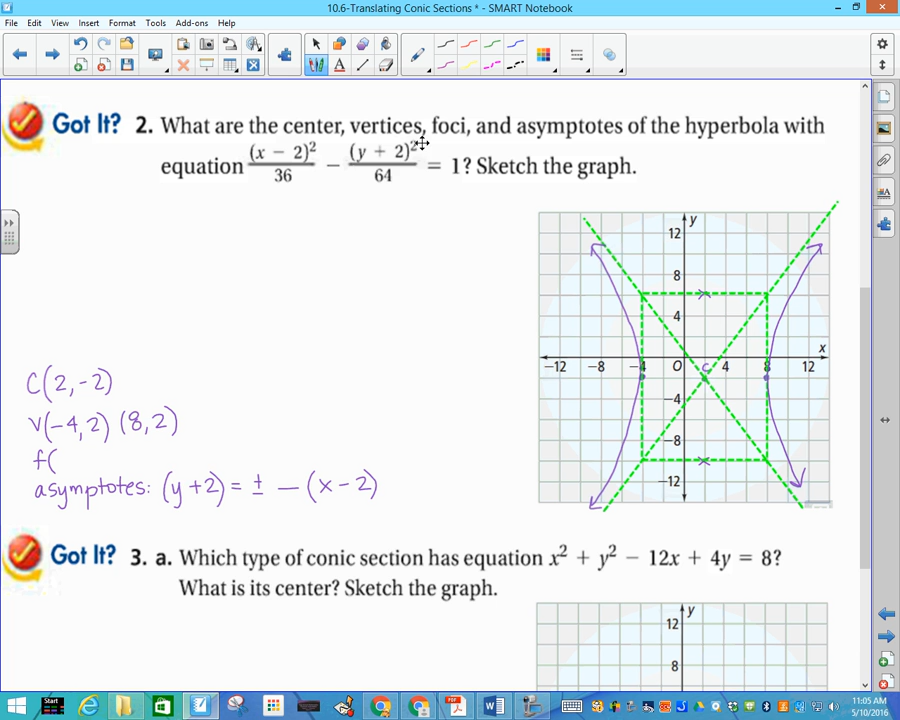 10.6-Translating Conic Sections * - SMART Notebook
File Edit View Insert Format Tools Add-ons Help
Got It? 2. What are the center, vertices, foci, and asymptotes of the hyperbola with
equation (x − 2)²/36 − (y + 2)²/64 = 1? Sketch the graph.
12 y
8
4
x
−12 −8 −4 O C 4 8 12
−4
−8
−12
C(2,-2)
V(-4,2) (8,2)
f(
asymptotes: (y+2) = ± — (x-2)
Got It? 3. a. Which type of conic section has equation x² + y² − 12x + 4y = 8?
What is its center? Sketch the graph.
12 y
8
Start
11:05 AM
5/10/2016